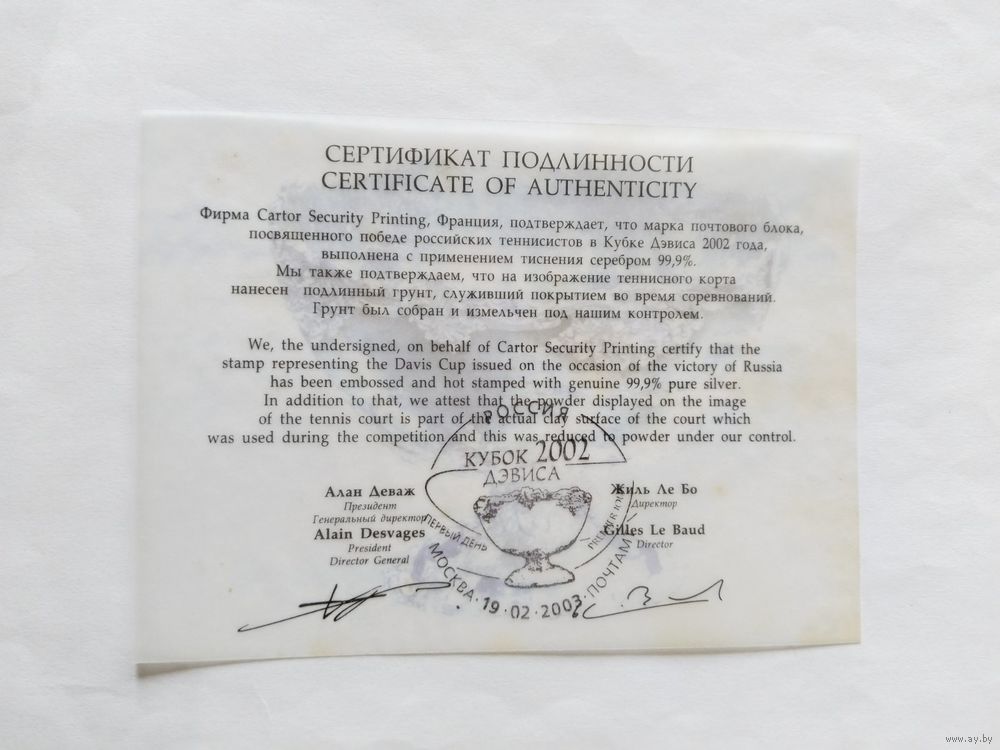 СЕРТИФИКАТ ПОДЛИННОСТИ
CERTIFICATE OF AUTHENTICITY
Фирма Cartor Security Printing, Франция, подтверждает, что марка почтового блока,
посвященного победе российских теннисистов в Кубке Дэвиса 2002 года,
выполнена с применением тиснения серебром 99,9%.
Мы также подтверждаем, что на изображение теннисного корта
нанесен подлинный грунт, служивший покрытием во время соревнований.
Грунт был собран и измельчен под нашим контролем.
We, the undersigned, on behalf of Cartor Security Printing certify that the
stamp representing the Davis Cup issued on the occasion of the victory of Russia
has been embossed and hot stamped with genuine 99,9% pure silver.
In addition to that, we attest that the powder displayed on the image
of the tennis court is part of the actual clay surface of the court which
was used during the competition and this was reduced to powder under our control.
РОССИЯ
КУБОК 2002
ДЭВИСА
ПЕРВЫЙ ДЕНЬ
PREMIER JOUR
МОСКВА · 19 · 02 · 2003 · ПОЧТАМТ
Алан Деваж
Президент
Генеральный директор
Alain Desvages
President
Director General
Жиль Ле Бо
Директор
Gilles Le Baud
Director
www.ay.by